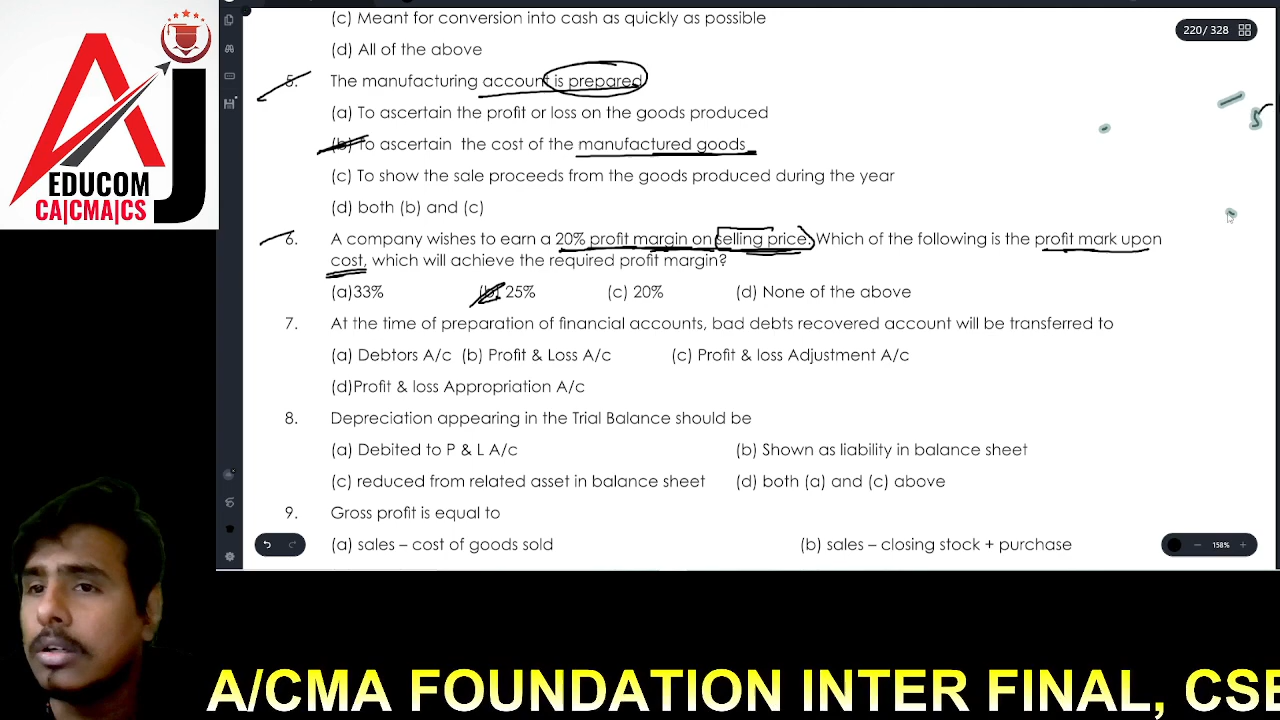 (c) Meant for conversion into cash as quickly as possible
220/ 328
(d) All of the above
5. The manufacturing account is prepared
(a) To ascertain the profit or loss on the goods produced
(b) To ascertain the cost of the manufactured goods
(c) To show the sale proceeds from the goods produced during the year
(d) both (b) and (c)
6. A company wishes to earn a 20% profit margin on selling price. Which of the following is the profit mark upon
cost, which will achieve the required profit margin?
(a)33% (b) 25% (c) 20% (d) None of the above
7. At the time of preparation of financial accounts, bad debts recovered account will be transferred to
(a) Debtors A/c (b) Profit & Loss A/c (c) Profit & loss Adjustment A/c
(d)Profit & loss Appropriation A/c
8. Depreciation appearing in the Trial Balance should be
(a) Debited to P & L A/c (b) Shown as liability in balance sheet
(c) reduced from related asset in balance sheet (d) both (a) and (c) above
9. Gross profit is equal to
(a) sales – cost of goods sold (b) sales – closing stock + purchase
158%
AJ
EDUCOM
CA|CMA|CS
A/CMA FOUNDATION INTER FINAL, CSE